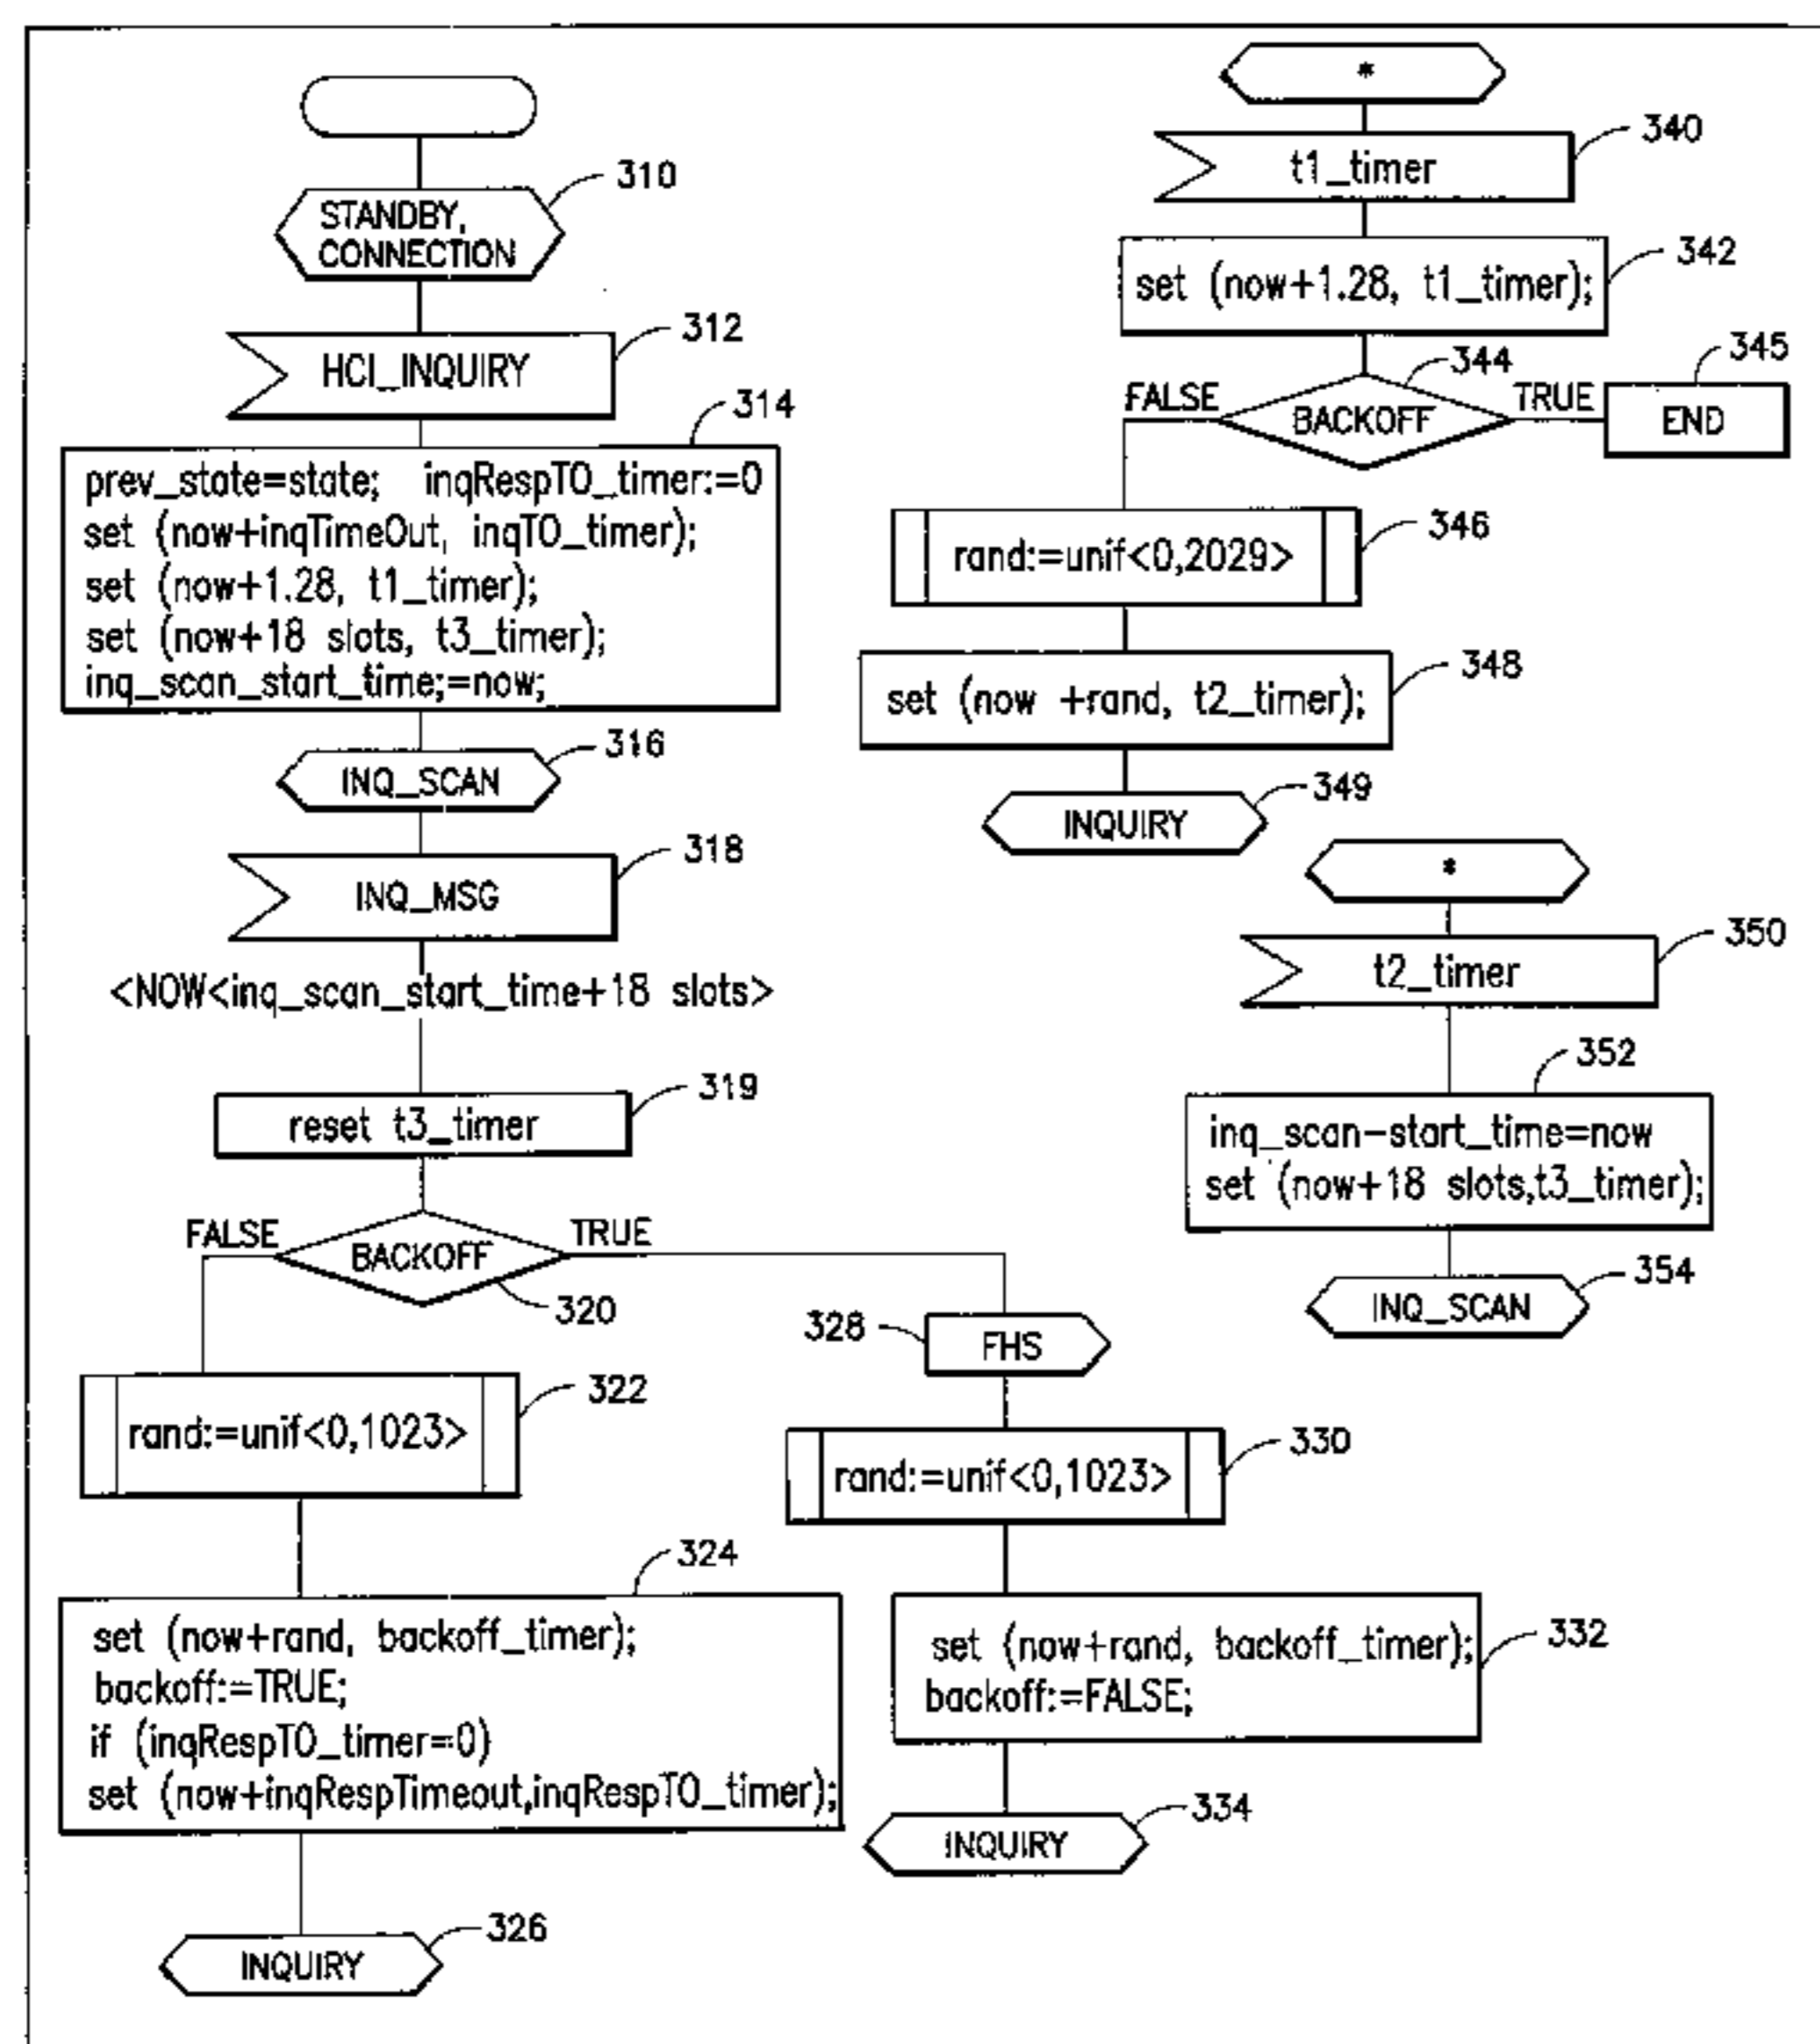 310
STANDBY,
CONNECTION
312
HCI_INQUIRY
314
prev_state=state; inqRespTO_timer:=0
set (now+inqTimeOut, inqTO_timer);
set (now+1.28, t1_timer);
set (now+18 slots, t3_timer);
inq_scan_start_time;=now;
316
INQ_SCAN
318
INQ_MSG
<NOW<inq_scan_start_time+18 slots>
319
reset t3_timer
FALSE
TRUE
BACKOFF
320
322
rand:=unif<0,1023>
324
set (now+rand, backoff_timer);
backoff:=TRUE;
if (inqRespTO_timer=0)
set (now+inqRespTimeout,inqRespTO_timer);
326
INQUIRY
328
FHS
330
rand:=unif<0,1023>
332
set (now+rand, backoff_timer);
backoff:=FALSE;
334
INQUIRY
*
340
t1_timer
342
set (now+1.28, t1_timer);
344
345
FALSE
TRUE
BACKOFF
END
346
rand:=unif<0,2029>
348
set (now +rand, t2_timer);
349
INQUIRY
*
350
t2_timer
352
inq_scan-start_time=now
set (now+18 slots,t3_timer);
354
INQ_SCAN